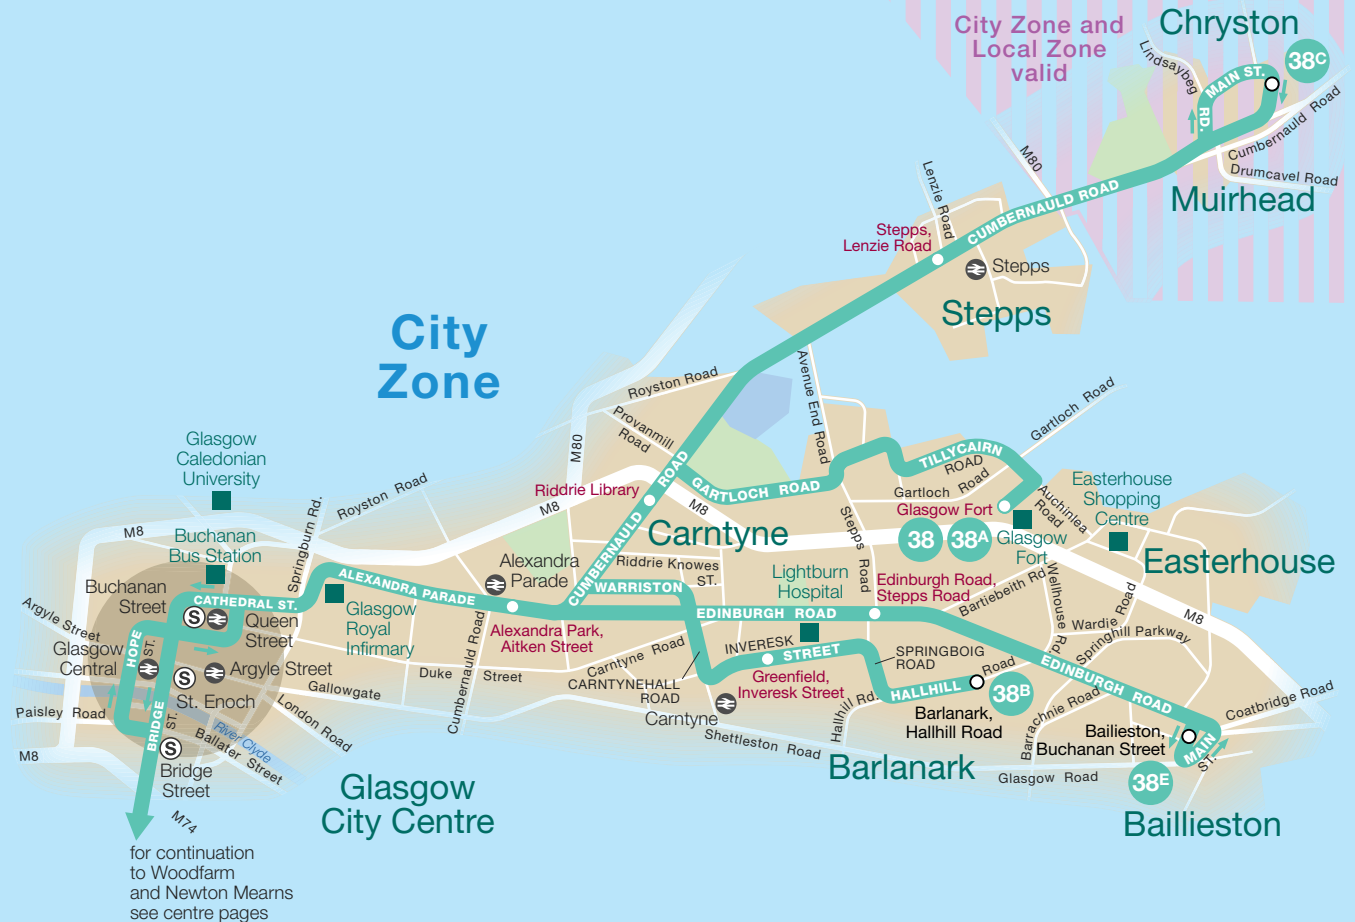 City Zone and
Local Zone
valid
Chryston
38C
Lindsaybeg
MAIN ST.
RD.
Cumbernauld Road
Drumcavel Road
Muirhead
M80
Lenzie Road
CUMBERNAULD ROAD
Stepps,
Lenzie Road
Stepps
Stepps
City
Zone
Royston Road
Provanmill
Road
M80
Avenue End Road
Gartloch Road
TILLYCAIRN
ROAD
GARTLOCH ROAD
Gartloch Road
Glasgow Fort
38
38A
Glasgow
Fort
Auchinlea
Road
Easterhouse
Shopping
Centre
Easterhouse
Riddrie Library
CUMBERNAULD ROAD
M8
M8
Carntyne
Stepps Road
Glasgow
Caledonian
University
Royston Road
Springburn Rd.
M8
Buchanan
Bus Station
Buchanan
Street
S
CATHEDRAL ST.
Queen
Street
ALEXANDRA PARADE
Alexandra
Parade
Riddrie Knowes
WARRISTON
ST.
Lightburn
Hospital
Edinburgh Road,
Stepps Road
EDINBURGH ROAD
Bartiebeith Rd.
Wellhouse Rd
Wardie Road
Springhill Parkway
M8
Glasgow
Royal
Infirmary
Alexandra Park,
Aitken Street
Argyle Street
Glasgow
Central
HOPE
ST.
Argyle Street
S
St. Enoch
Gallowgate
London Road
Duke Street
Cumbernauld Road
Carntyne Road
CARNTYNEHALL
ROAD
INVERESK
STREET
Greenfield,
Inveresk Street
SPRINGBOIG
ROAD
HALLHILL
Road
38B
Barlanark,
Hallhill Road
Hallhill Rd.
Barrachnie Road
EDINBURGH ROAD
Coatbridge Road
Carntyne
Shettleston Road
Barlanark
Glasgow Road
Bailieston,
Buchanan Street
MAIN
ST.
38E
Baillieston
Paisley Road
M8
BRIDGE
ST.
River Clyde
Ballater Street
S
Bridge
Street
M74
Glasgow
City Centre
for continuation
to Woodfarm
and Newton Mearns
see centre pages